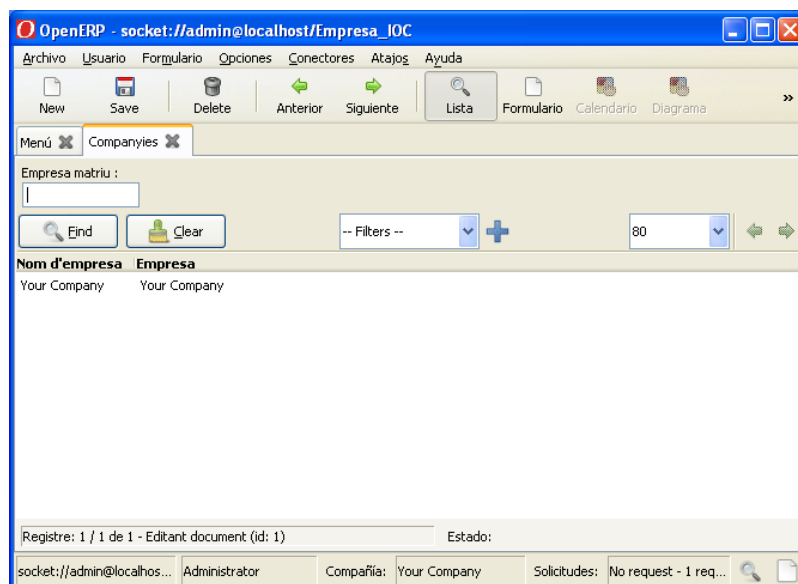 OpenERP - socket://admin@localhost/Empresa_IOC
Archivo Usuario Formulario Opciones Conectores Atajos Ayuda
New Save Delete Anterior Siguiente Lista Formulario Calendario Diagrama »
Menú Companyies
Empresa matriu :
Find Clear -- Filters -- 80
Nom d'empresa Empresa
Your Company Your Company
Registre: 1 / 1 de 1 - Editant document (id: 1) Estado:
socket://admin@localhos... Administrator Compañía: Your Company Solicitudes: No request - 1 req...